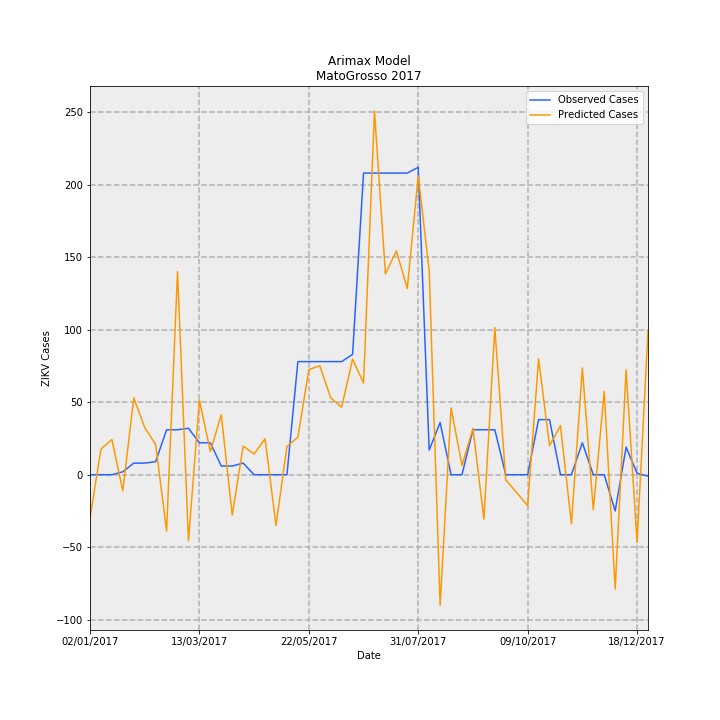 Arimax Model
MatoGrosso 2017
Observed Cases
Predicted Cases
250
200
150
100
50
0
−50
−100
ZIKV Cases
02/01/2017 13/03/2017 22/05/2017 31/07/2017 09/10/2017 18/12/2017
Date